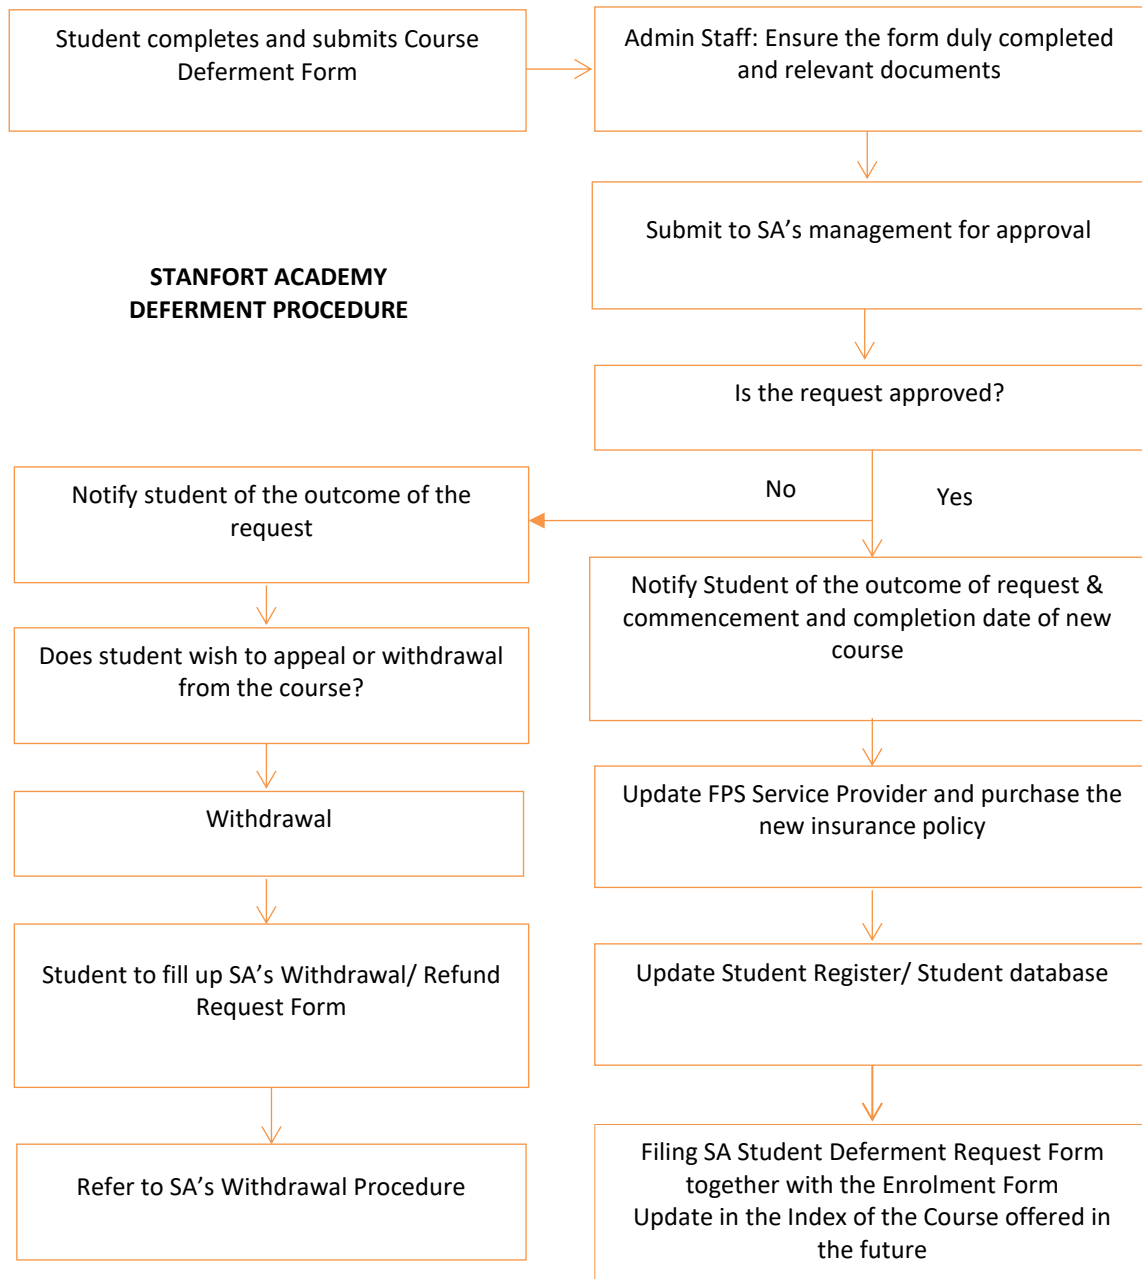 Student completes and submits Course
Deferment Form
Admin Staff: Ensure the form duly completed
and relevant documents
Submit to SA’s management for approval
STANFORT ACADEMY
DEFERMENT PROCEDURE
Is the request approved?
No
Yes
Notify student of the outcome of the
request
Notify Student of the outcome of request &
commencement and completion date of new
course
Does student wish to appeal or withdrawal
from the course?
Update FPS Service Provider and purchase the
new insurance policy
Withdrawal
Student to fill up SA’s Withdrawal/ Refund
Request Form
Update Student Register/ Student database
Refer to SA’s Withdrawal Procedure
Filing SA Student Deferment Request Form
together with the Enrolment Form
Update in the Index of the Course offered in
the future